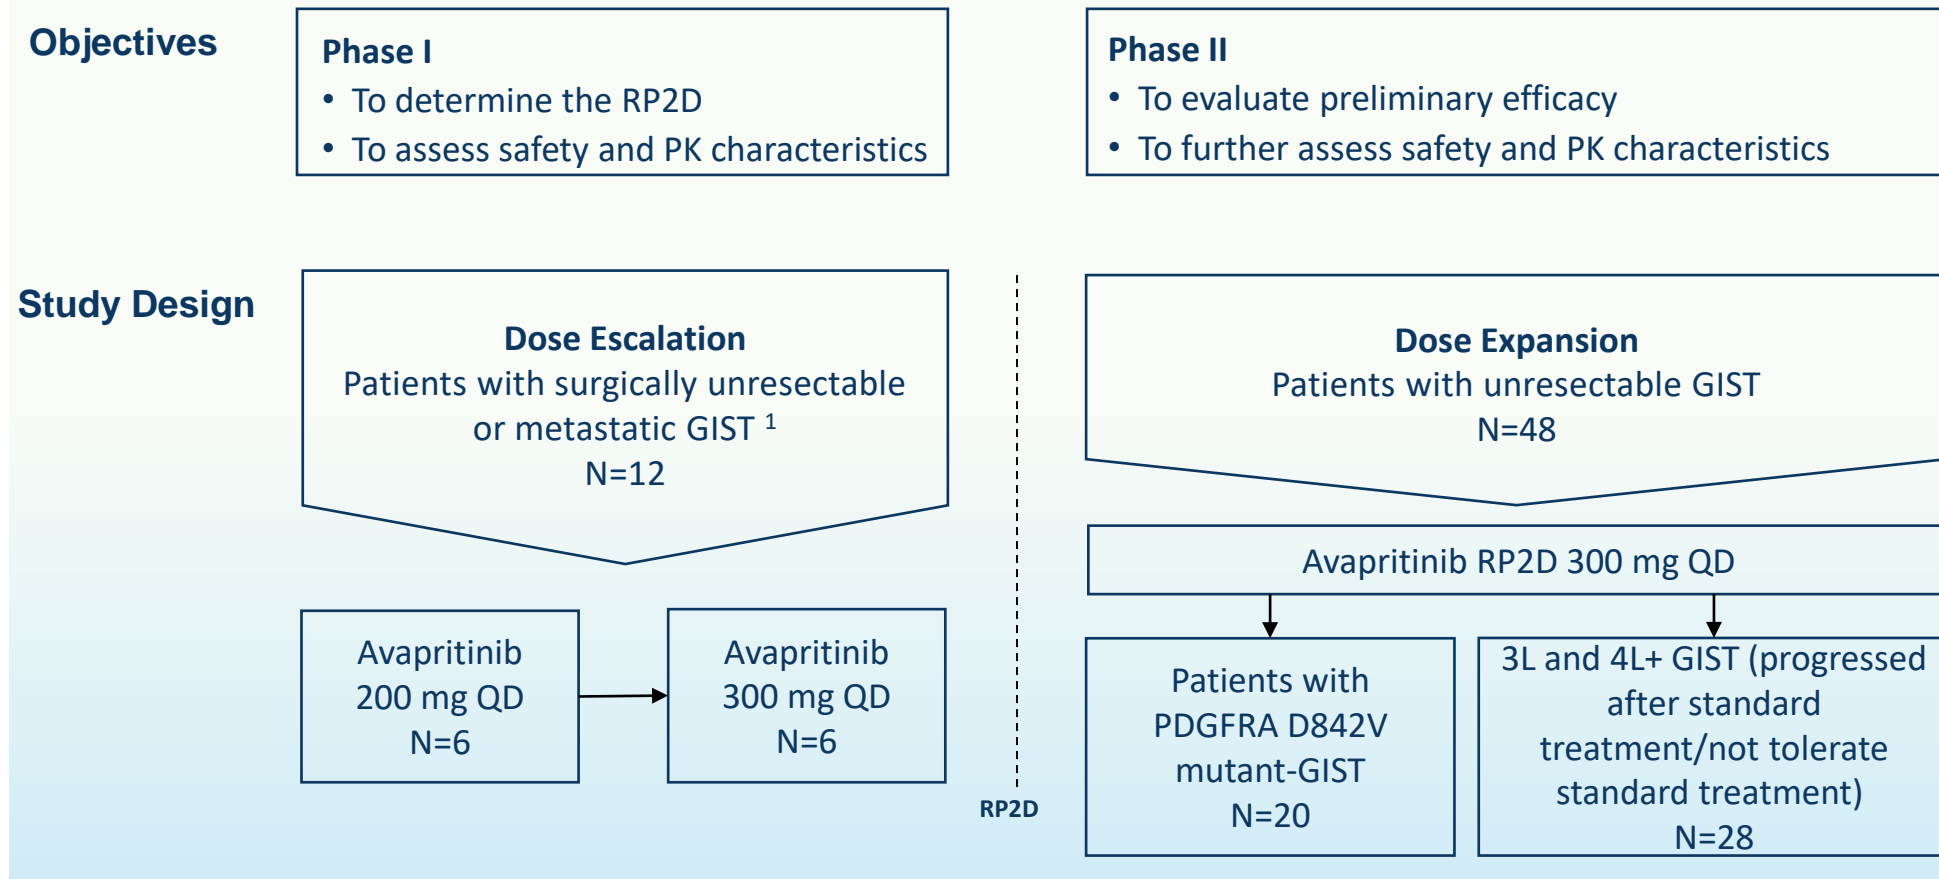 Objectives
Phase I
• To determine the RP2D
• To assess safety and PK characteristics
Phase II
• To evaluate preliminary efficacy
• To further assess safety and PK characteristics
Study Design
Dose Escalation
Patients with surgically unresectable
or metastatic GIST 1
N=12
Avapritinib
200 mg QD
N=6
Avapritinib
300 mg QD
N=6
RP2D
Dose Expansion
Patients with unresectable GIST
N=48
Avapritinib RP2D 300 mg QD
Patients with
PDGFRA D842V
mutant-GIST
N=20
3L and 4L+ GIST (progressed
after standard
treatment/not tolerate
standard treatment)
N=28